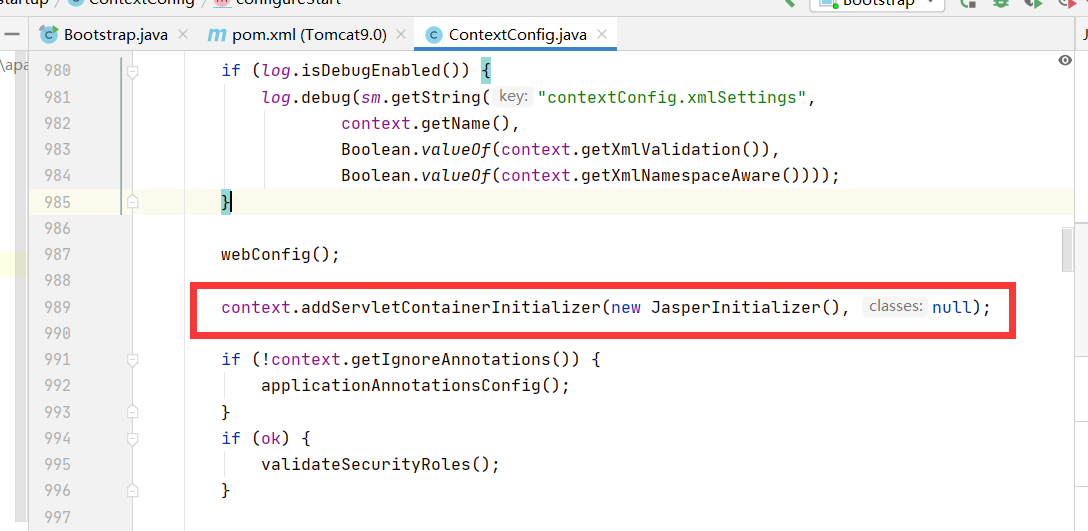 startup ContextConfig configureStart Bootstrap
Bootstrap.java pom.xml (Tomcat9.0) ContextConfig.java
\apa
980 if (log.isDebugEnabled()) {
981 log.debug(sm.getString( key: "contextConfig.xmlSettings",
982 context.getName(),
983 Boolean.valueOf(context.getXmlValidation()),
984 Boolean.valueOf(context.getXmlNamespaceAware())));
985 }
986
987 webConfig();
988
989 context.addServletContainerInitializer(new JasperInitializer(), classes: null);
990
991 if (!context.getIgnoreAnnotations()) {
992 applicationAnnotationsConfig();
993 }
994 if (ok) {
995 validateSecurityRoles();
996 }
997